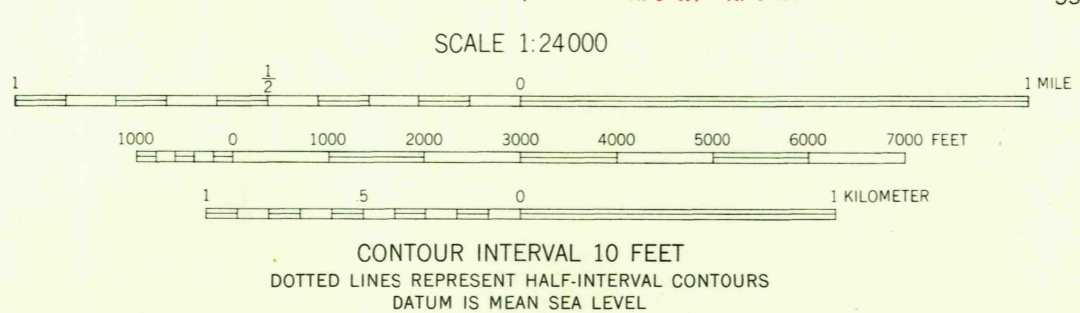 SCALE 1:24000
1 1/2 0 1 MILE
1000 0 1000 2000 3000 4000 5000 6000 7000 FEET
1 .5 0 1 KILOMETER
CONTOUR INTERVAL 10 FEET
DOTTED LINES REPRESENT HALF-INTERVAL CONTOURS
DATUM IS MEAN SEA LEVEL